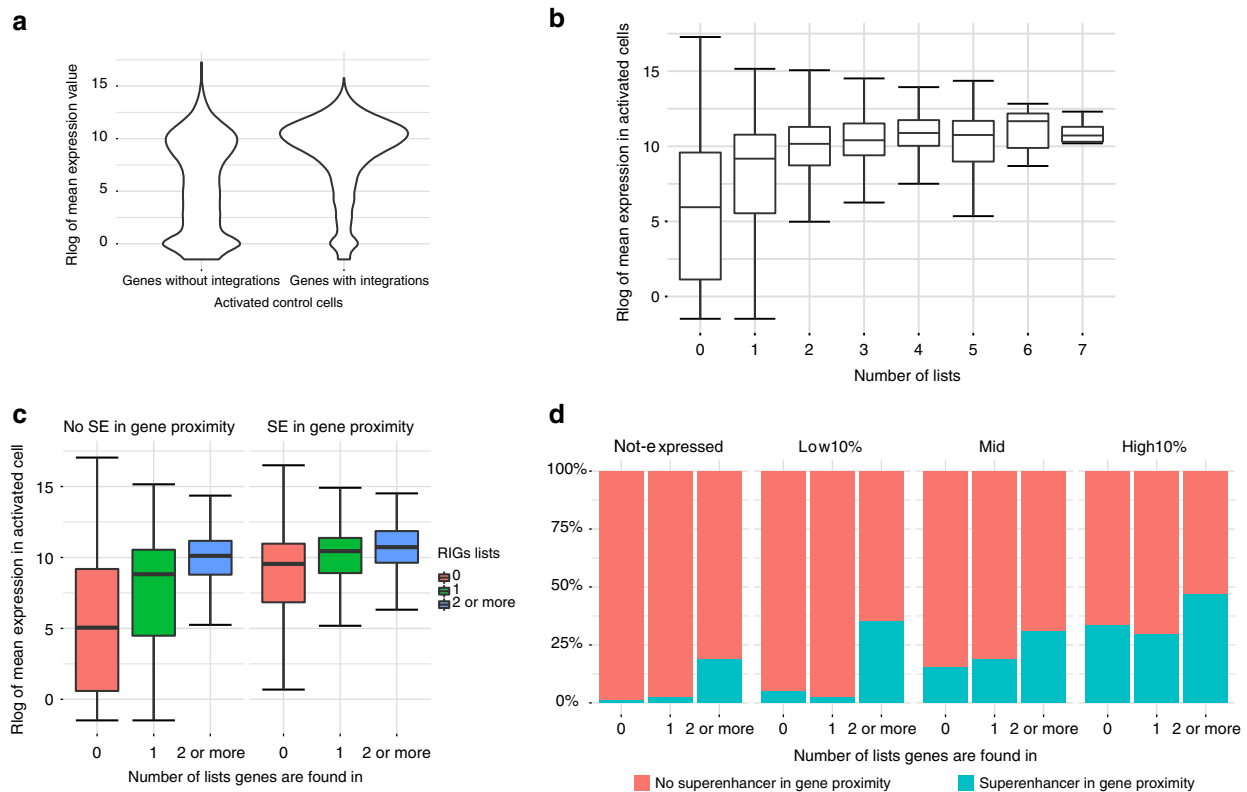 a
Rlog of mean expression value
15
10
5
0
Genes without integrations
Genes with integrations
Activated control cells
b
Rlog of mean expression in activated cells
15
10
5
0
0 1 2 3 4 5 6 7
Number of lists
c
No SE in gene proximity
SE in gene proximity
Rlog of mean expression in activated cell
15
10
5
0
0 1 2 or more
0 1 2 or more
Number of lists genes are found in
RIGs lists
0
1
2 or more
d
Not-expressed
Low10%
Mid
High10%
100%
75%
50%
25%
0%
0 1 2 or more
0 1 2 or more
0 1 2 or more
0 1 2 or more
Number of lists genes are found in
No superenhancer in gene proximity
Superenhancer in gene proximity